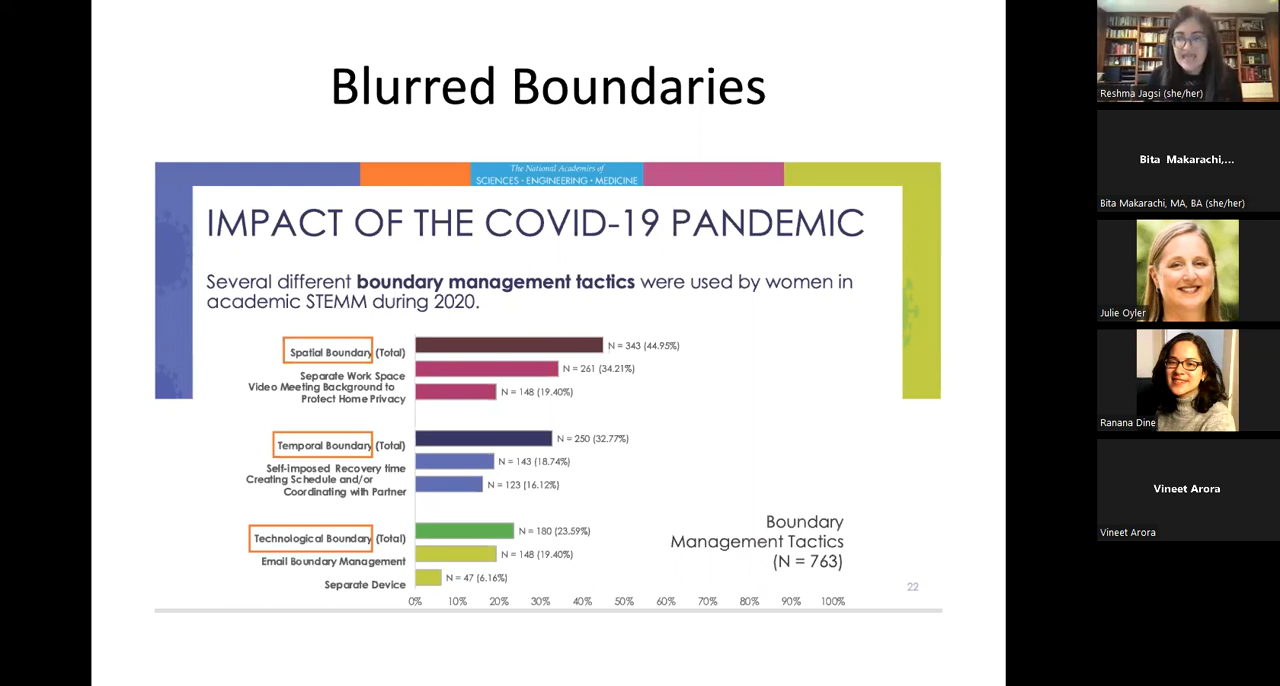 Blurred Boundaries
The National Academies of
SCIENCES · ENGINEERING · MEDICINE
IMPACT OF THE COVID-19 PANDEMIC
Several different boundary management tactics were used by women in
academic STEMM during 2020.
Spatial Boundary (Total)
N = 343 (44.95%)
Separate Work Space
N = 261 (34.21%)
Video Meeting Background to
Protect Home Privacy
N = 148 (19.40%)
Temporal Boundary (Total)
N = 250 (32.77%)
Self-imposed Recovery time
N = 143 (18.74%)
Creating Schedule and/or
Coordinating with Partner
N = 123 (16.12%)
Technological Boundary (Total)
N = 180 (23.59%)
Email Boundary Management
N = 148 (19.40%)
Separate Device
N = 47 (6.16%)
0% 10% 20% 30% 40% 50% 60% 70% 80% 90% 100%
Boundary
Management Tactics
(N = 763)
22
Reshma Jagsi (she/her)
Bita Makarachi,...
Bita Makarachi, MA, BA (she/her)
Julie Oyler
Ranana Dine
Vineet Arora
Vineet Arora